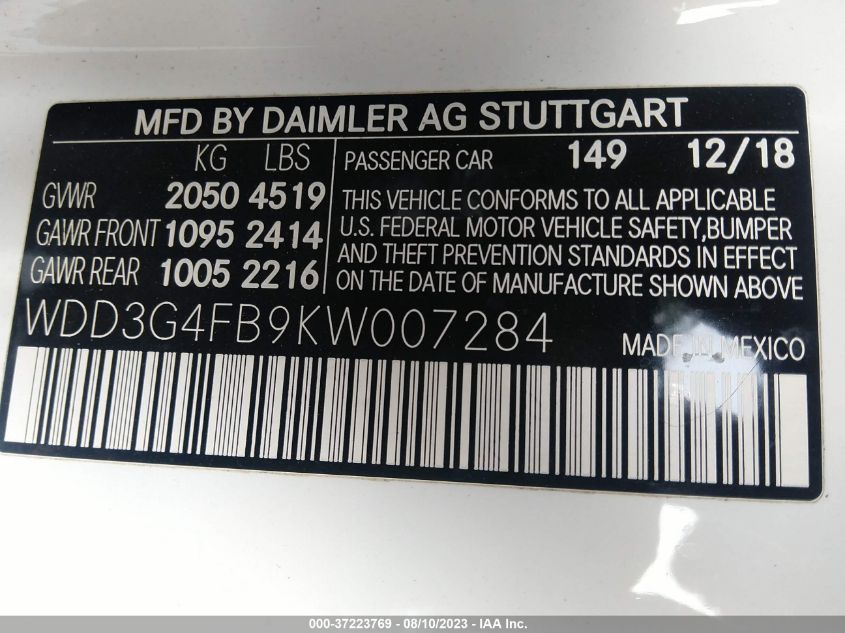 MFD BY DAIMLER AG STUTTGART
KG LBS
GVWR 2050 4519
GAWR FRONT 1095 2414
GAWR REAR 1005 2216
PASSENGER CAR 149 12/18
THIS VEHICLE CONFORMS TO ALL APPLICABLE
U.S. FEDERAL MOTOR VEHICLE SAFETY,BUMPER
AND THEFT PREVENTION STANDARDS IN EFFECT
ON THE DATE OF MANUFACTURE SHOWN ABOVE
WDD3G4FB9KW007284
MADE IN MEXICO
000-37223769 - 08/10/2023 - IAA Inc.